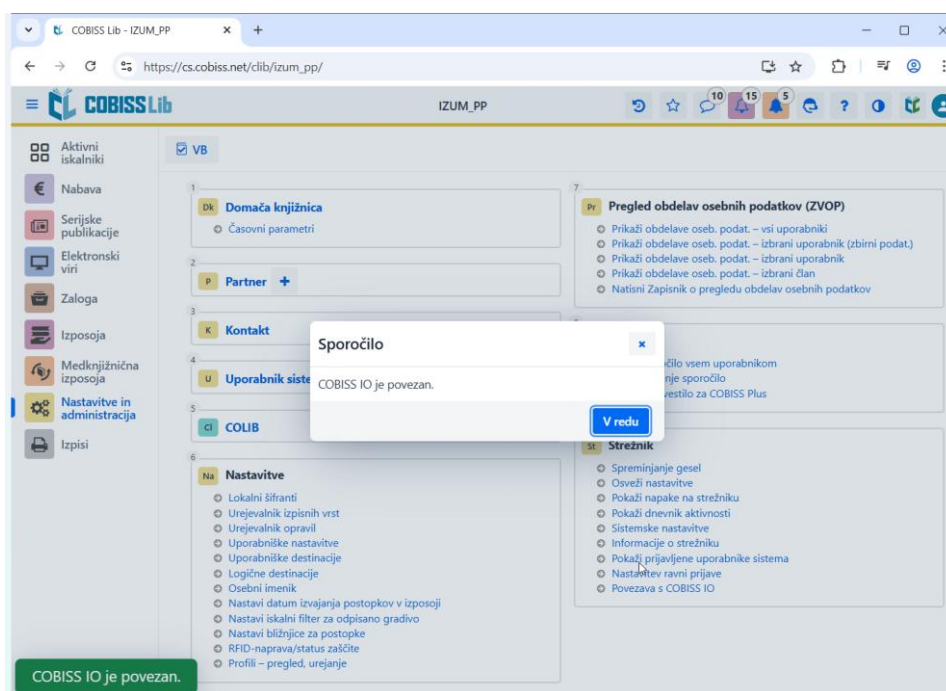 COBISS Lib - IZUM_PP
https://cs.cobiss.net/clib/izum_pp/
COBISS Lib
IZUM_PP
10
15
5
?
Aktivni
iskalniki
Nabava
Serijske
publikacije
Elektronski
viri
Zaloga
Izposoja
Medknjižnična
izposoja
Nastavitve in
administracija
Izpisi
VB
1
Dk Domača knjižnica
Časovni parametri
2
P Partner +
3
K Kontakt
4
U Uporabnik siste
5
Cl COLIB
6
Na Nastavitve
Lokalni šifranti
Urejevalnik izpisnih vrst
Urejevalnik opravil
Uporabniške nastavitve
Uporabniške destinacije
Logične destinacije
Osebni imenik
Nastavi datum izvajanja postopkov v izposoji
Nastavi iskalni filter za odpisano gradivo
Nastavi bližnjice za postopke
RFID-naprava/status zaščite
Profili – pregled, urejanje
7
Pr Pregled obdelav osebnih podatkov (ZVOP)
Prikaži obdelave oseb. podat. – vsi uporabniki
Prikaži obdelave oseb. podat. – izbrani uporabnik (zbirni podat.)
Prikaži obdelave oseb. podat. – izbrani uporabnik
Prikaži obdelave oseb. podat. – izbrani član
Natisni Zapisnik o pregledu obdelav osebnih podatkov
čilo vsem uporabnikom
nje sporočilo
vestilo za COBISS Plus
St Strežnik
Spreminjanje gesel
Osveži nastavitve
Pokaži napake na strežniku
Pokaži dnevnik aktivnosti
Sistemske nastavitve
Informacije o strežniku
Pokaži prijavljene uporabnike sistema
Nastavitev ravni prijave
Povezava s COBISS IO
Sporočilo
COBISS IO je povezan.
V redu
COBISS IO je povezan.